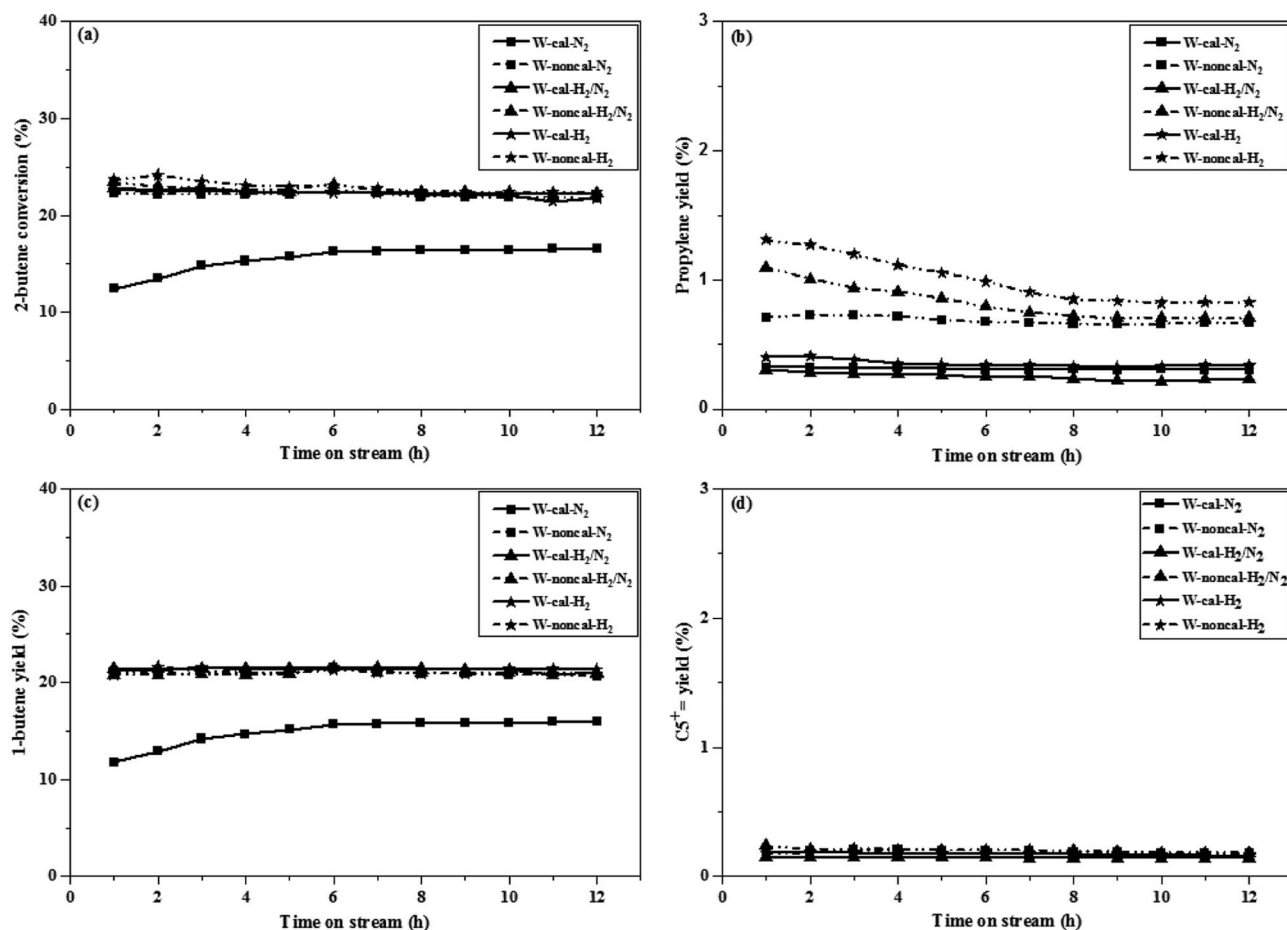 (a)
W-cal-N₂
W-noncal-N₂
W-cal-H₂/N₂
W-noncal-H₂/N₂
W-cal-H₂
W-noncal-H₂
2-butene conversion (%)
40
30
20
10
0
0 2 4 6 8 10 12
Time on stream (h)
(b)
W-cal-N₂
W-noncal-N₂
W-cal-H₂/N₂
W-noncal-H₂/N₂
W-cal-H₂
W-noncal-H₂
Propylene yield (%)
3
2
1
0
0 2 4 6 8 10 12
Time on stream (h)
(c)
W-cal-N₂
W-noncal-N₂
W-cal-H₂/N₂
W-noncal-H₂/N₂
W-cal-H₂
W-noncal-H₂
1-butene yield (%)
40
30
20
10
0
0 2 4 6 8 10 12
Time on stream (h)
(d)
W-cal-N₂
W-noncal-N₂
W-cal-H₂/N₂
W-noncal-H₂/N₂
W-cal-H₂
W-noncal-H₂
C5⁺= yield (%)
3
2
1
0
0 2 4 6 8 10 12
Time on stream (h)